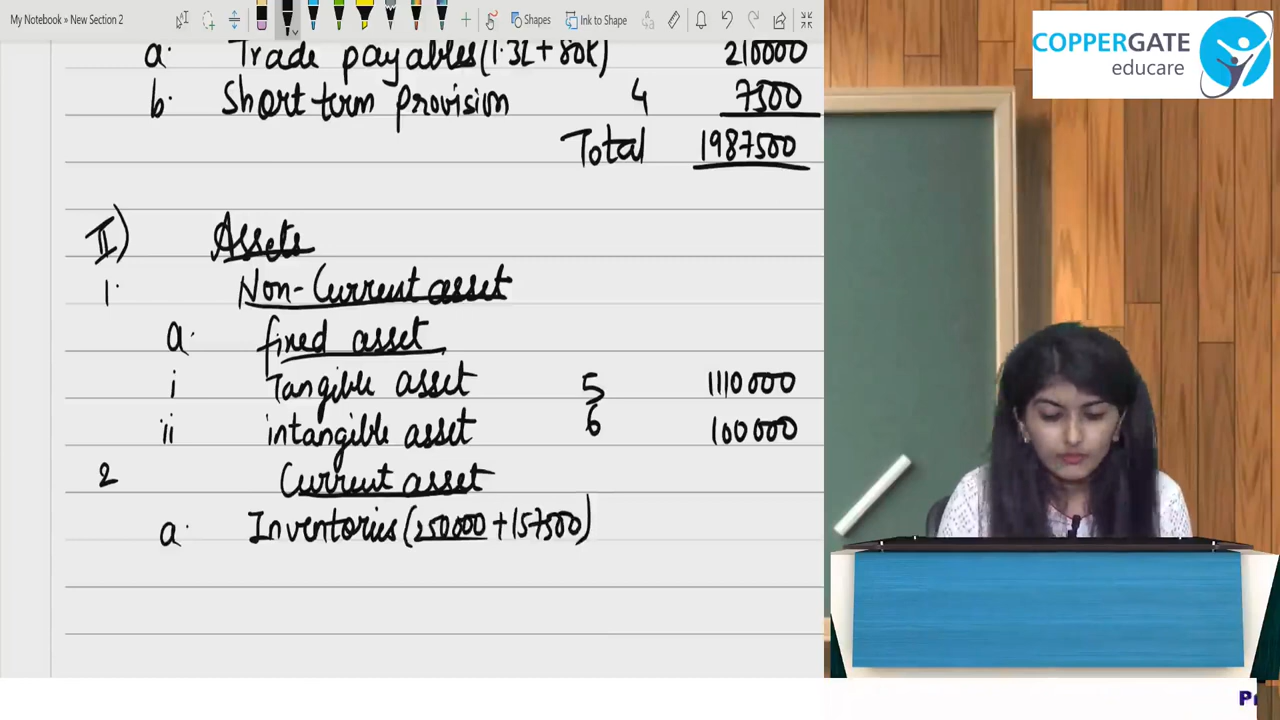 My Notebook » New Section 2
Shapes
Ink to Shape
COPPERGATE
educare
a. Trade payables (1.3L + 80K) 210000
b. Short term provision 4 7500
Total 1987500
II) Assets
1. Non-Current asset
a. fixed asset
i Tangible asset 5 1110000
ii intangible asset 6 100000
2 Current asset
a. Inventories (250000 + 157500)